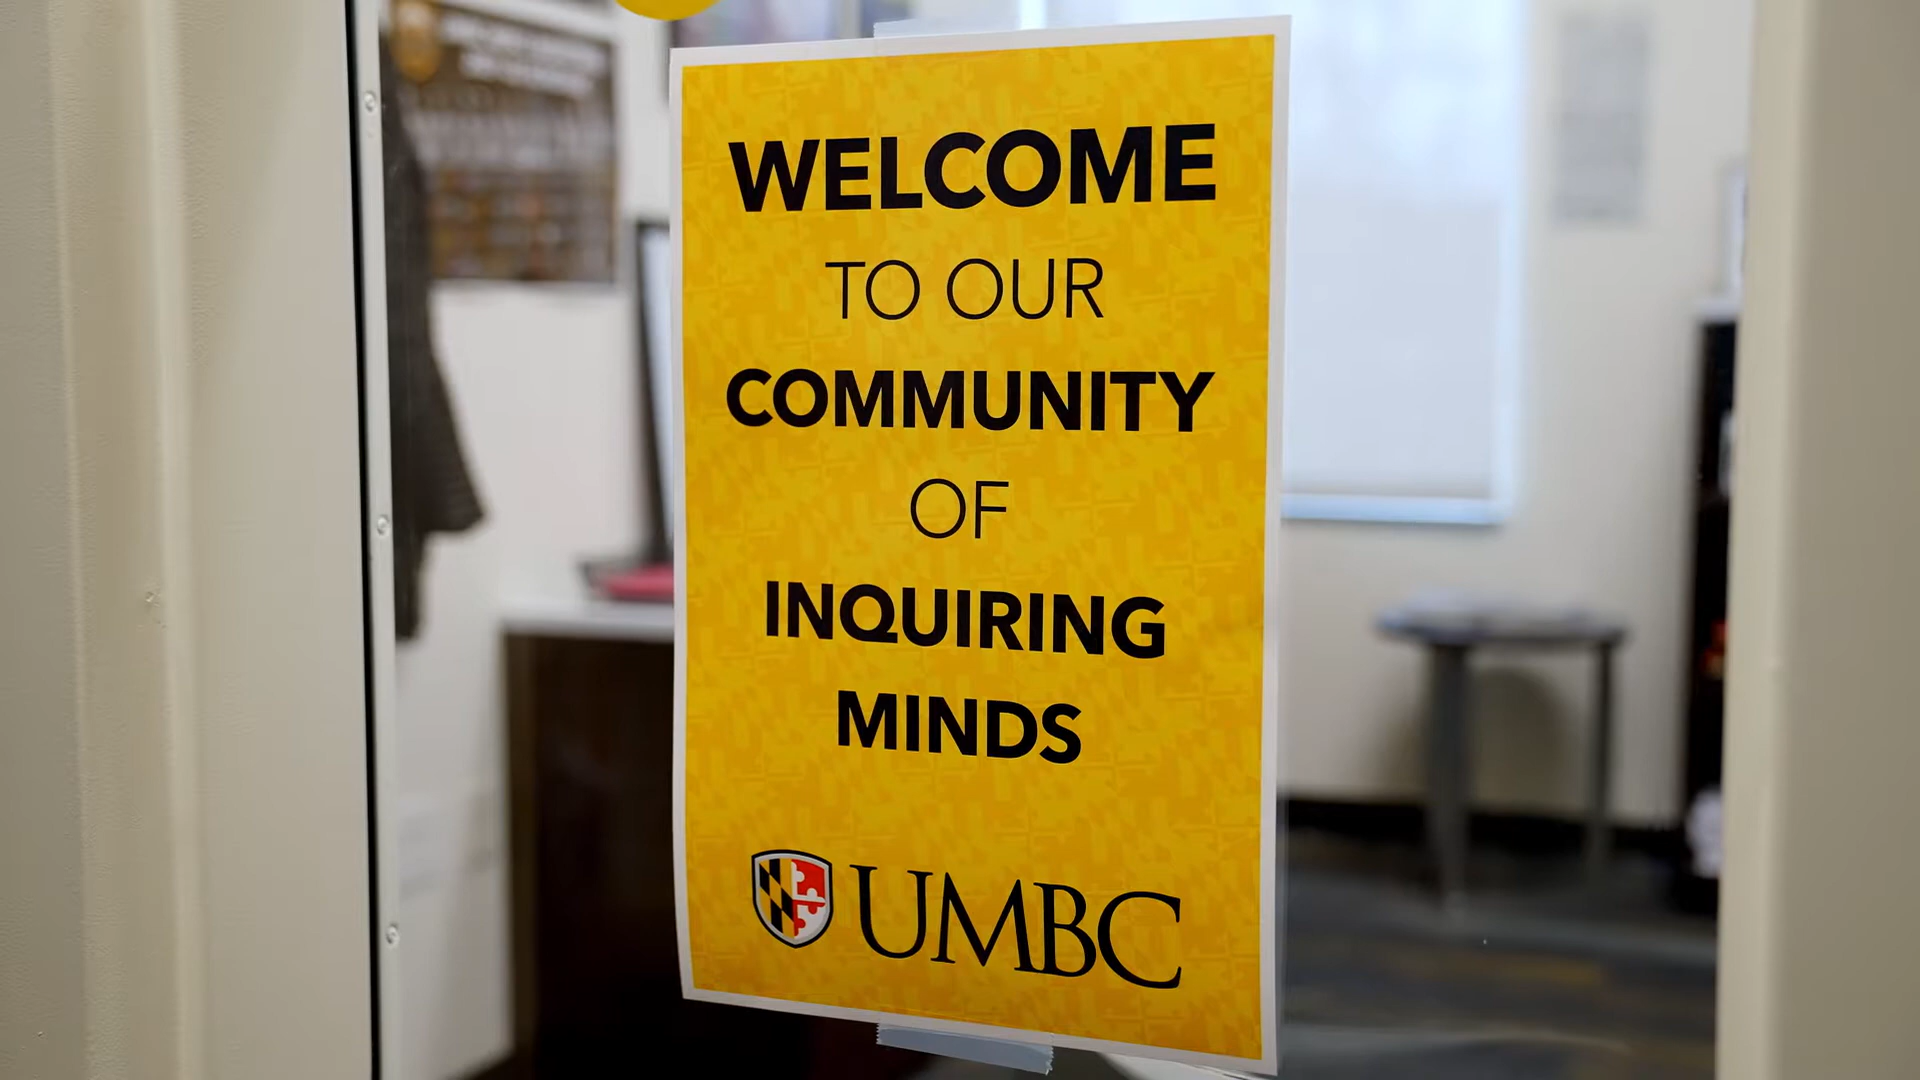 WELCOME
TO OUR
COMMUNITY
OF
INQUIRING
MINDS
UMBC